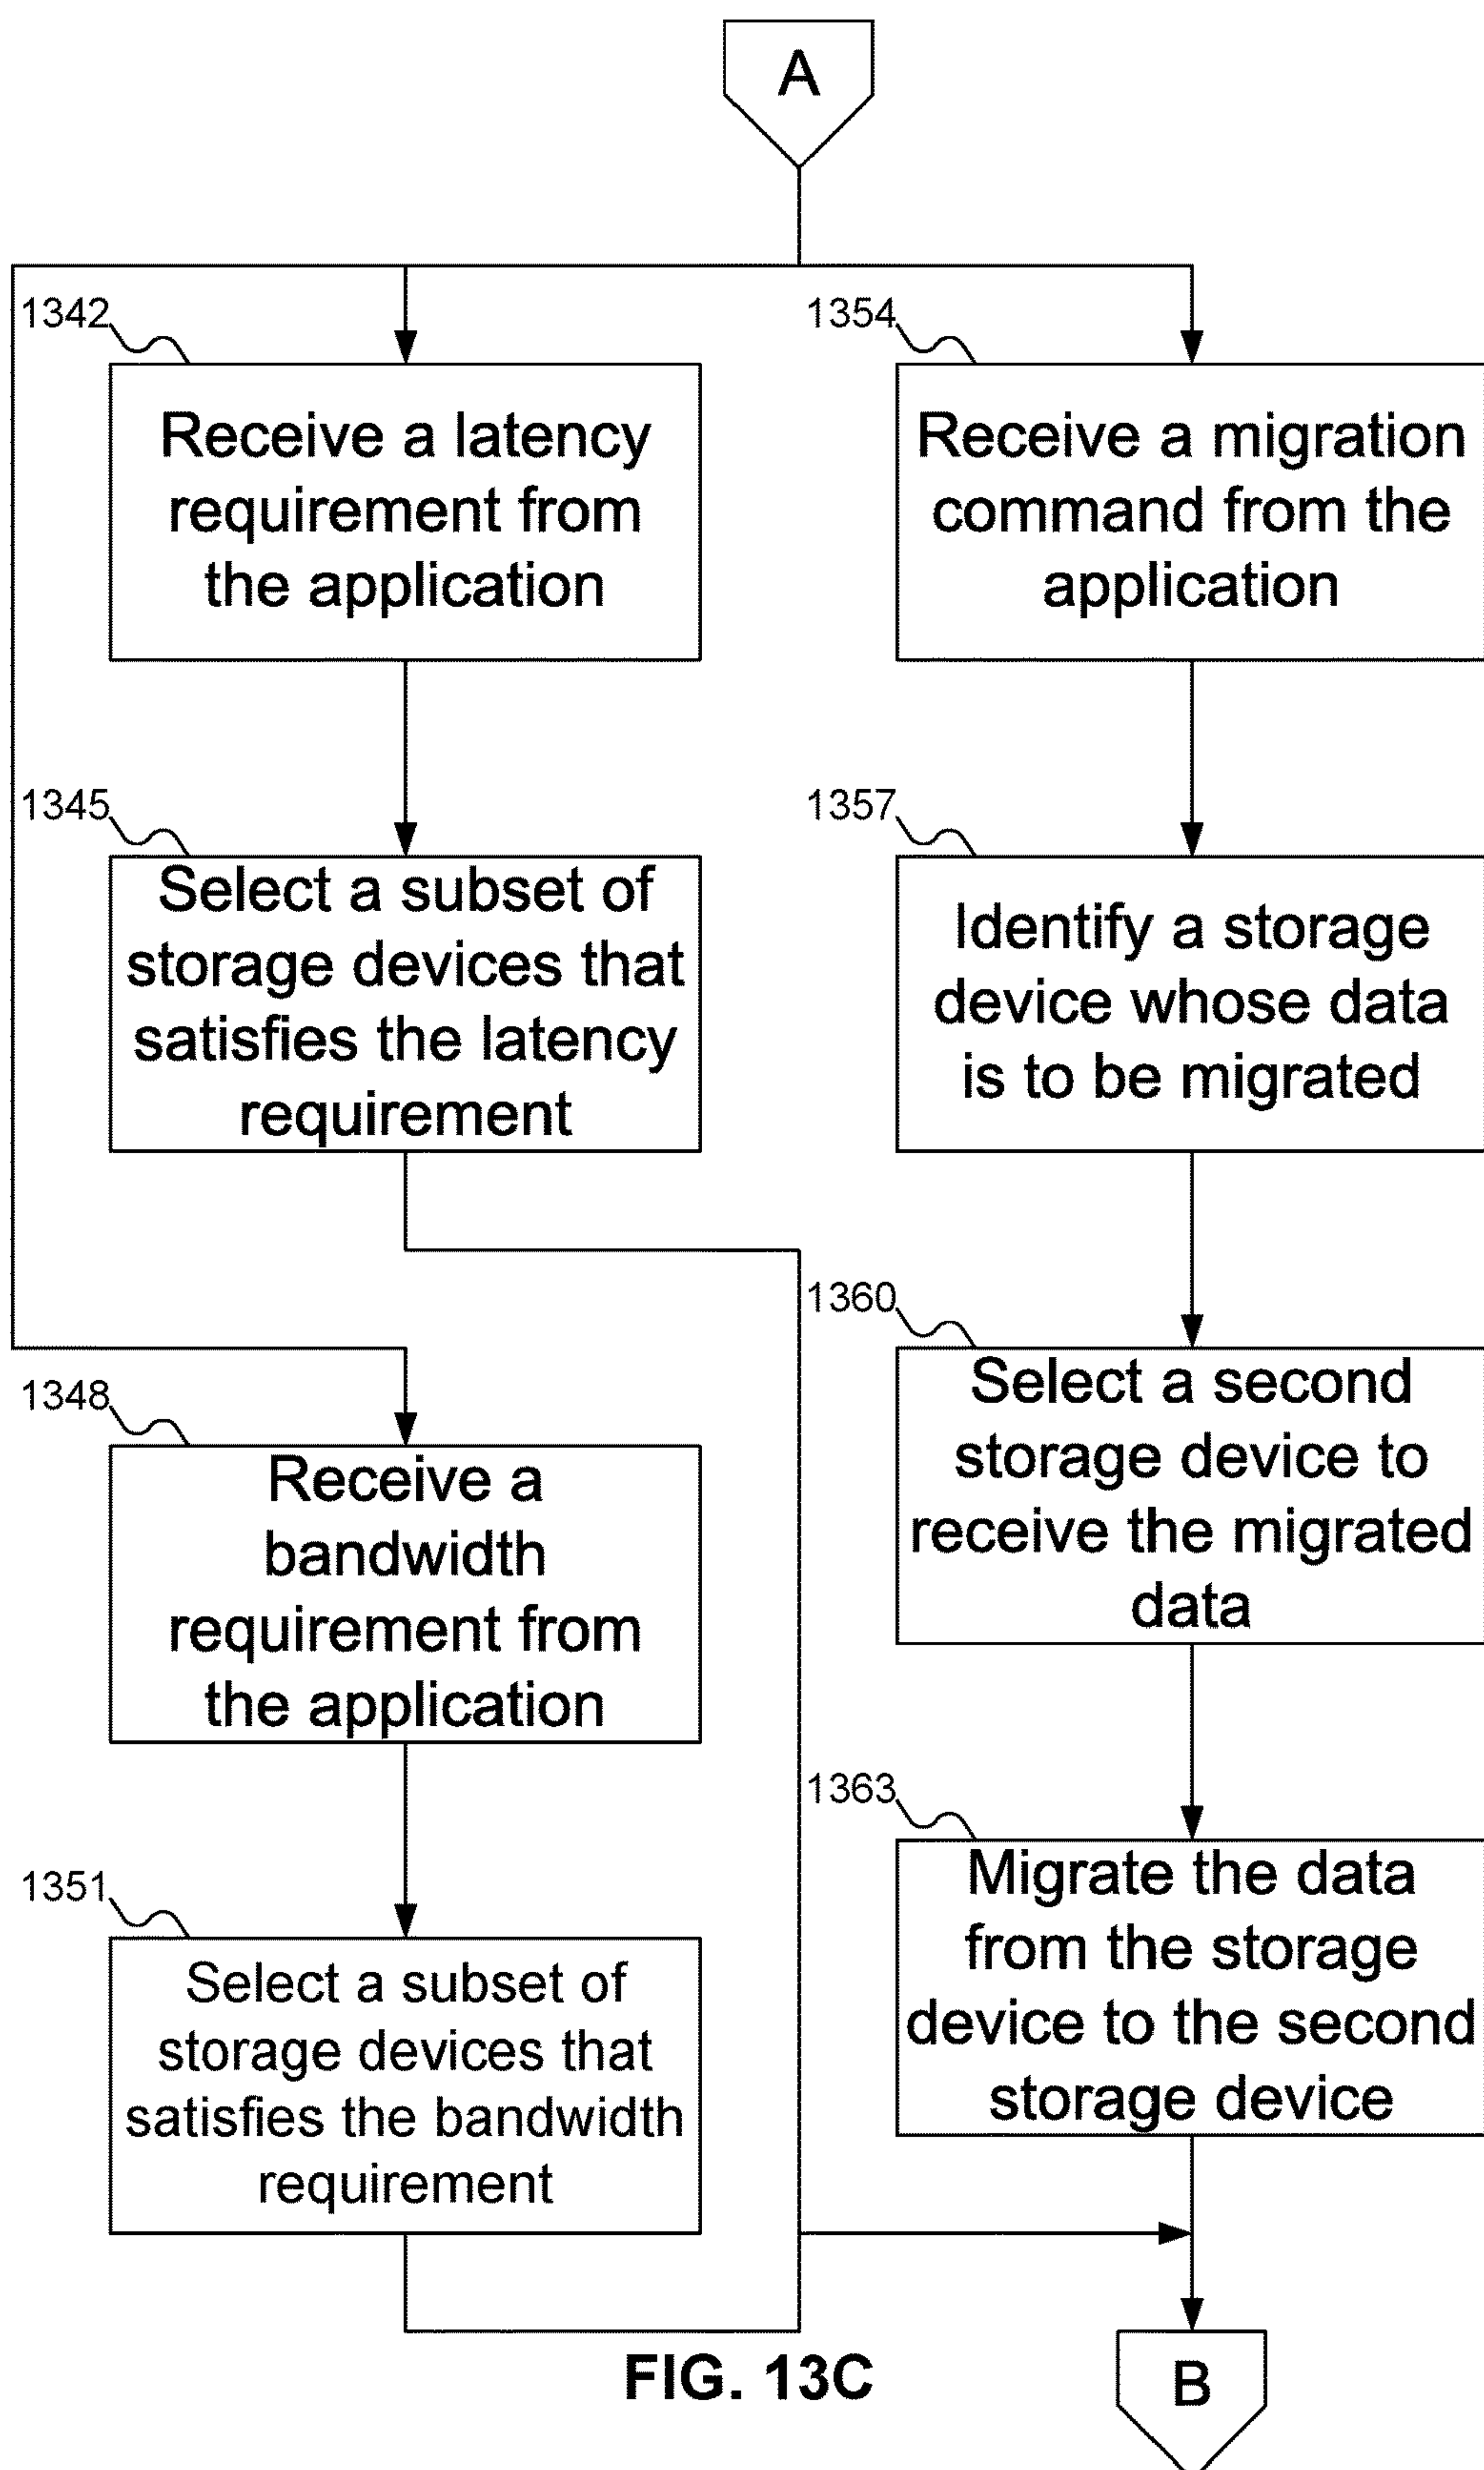 A
1342
Receive a latency
requirement from
the application
1345
Select a subset of
storage devices that
satisfies the latency
requirement
1348
Receive a
bandwidth
requirement from
the application
1351
Select a subset of
storage devices that
satisfies the bandwidth
requirement
1354
Receive a migration
command from the
application
1357
Identify a storage
device whose data
is to be migrated
1360
Select a second
storage device to
receive the migrated
data
1363
Migrate the data
from the storage
device to the second
storage device
B
FIG. 13C